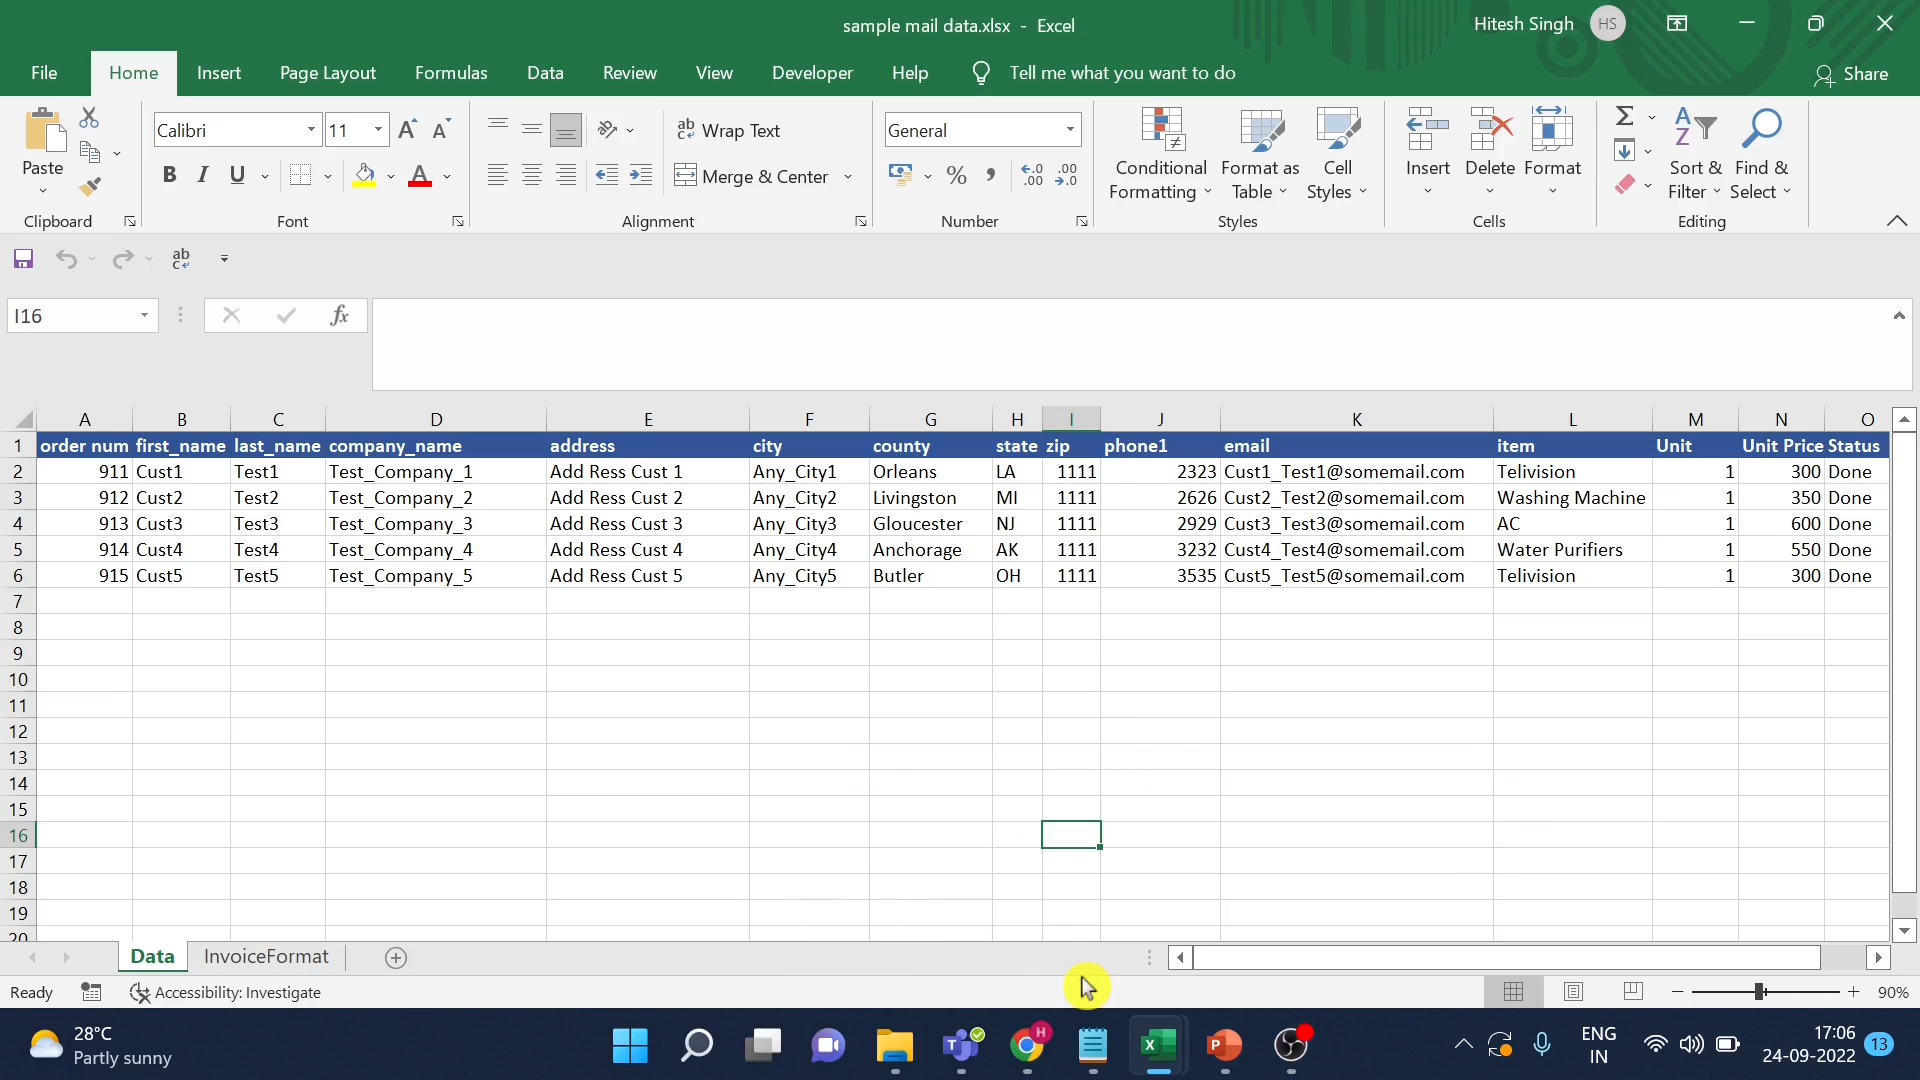 sample mail data.xlsx - Excel
Hitesh Singh HS
File Home Insert Page Layout Formulas Data Review View Developer Help Tell me what you want to do Share
Calibri 11 Wrap Text General
Paste Merge & Center Conditional Formatting Format as Table Cell Styles Insert Delete Format Sort & Filter Find & Select
Clipboard Font Alignment Number Styles Cells Editing
I16 fx
A B C D E F G H I J K L M N O
1 order num first_name last_name company_name address city county state zip phone1 email item Unit Unit Price Status
2 911 Cust1 Test1 Test_Company_1 Add Ress Cust 1 Any_City1 Orleans LA 1111 2323 Cust1_Test1@somemail.com Telivision 1 300 Done
3 912 Cust2 Test2 Test_Company_2 Add Ress Cust 2 Any_City2 Livingston MI 1111 2626 Cust2_Test2@somemail.com Washing Machine 1 350 Done
4 913 Cust3 Test3 Test_Company_3 Add Ress Cust 3 Any_City3 Gloucester NJ 1111 2929 Cust3_Test3@somemail.com AC 1 600 Done
5 914 Cust4 Test4 Test_Company_4 Add Ress Cust 4 Any_City4 Anchorage AK 1111 3232 Cust4_Test4@somemail.com Water Purifiers 1 550 Done
6 915 Cust5 Test5 Test_Company_5 Add Ress Cust 5 Any_City5 Butler OH 1111 3535 Cust5_Test5@somemail.com Telivision 1 300 Done
7
8
9
10
11
12
13
14
15
16
17
18
19
20
Data InvoiceFormat
Ready Accessibility: Investigate 90%
28°C ENG 17:06
Partly sunny IN 24-09-2022 13